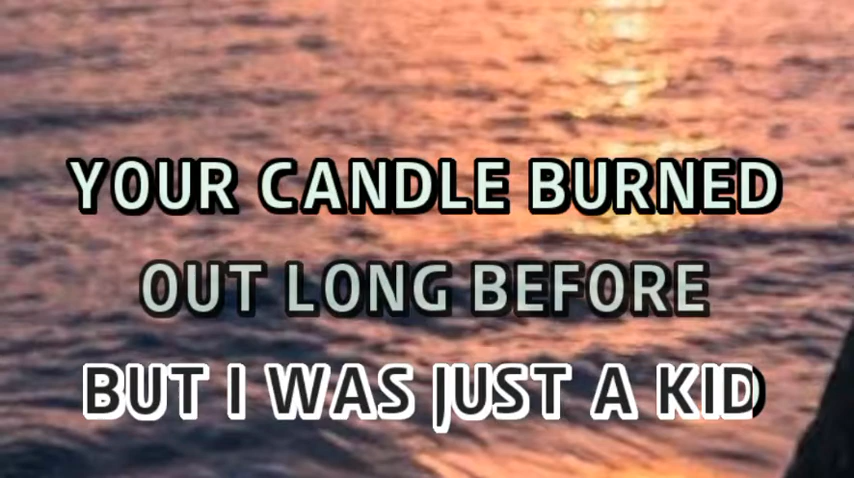 YOUR CANDLE BURNED
OUT LONG BEFORE
BUT I WAS JUST A KID